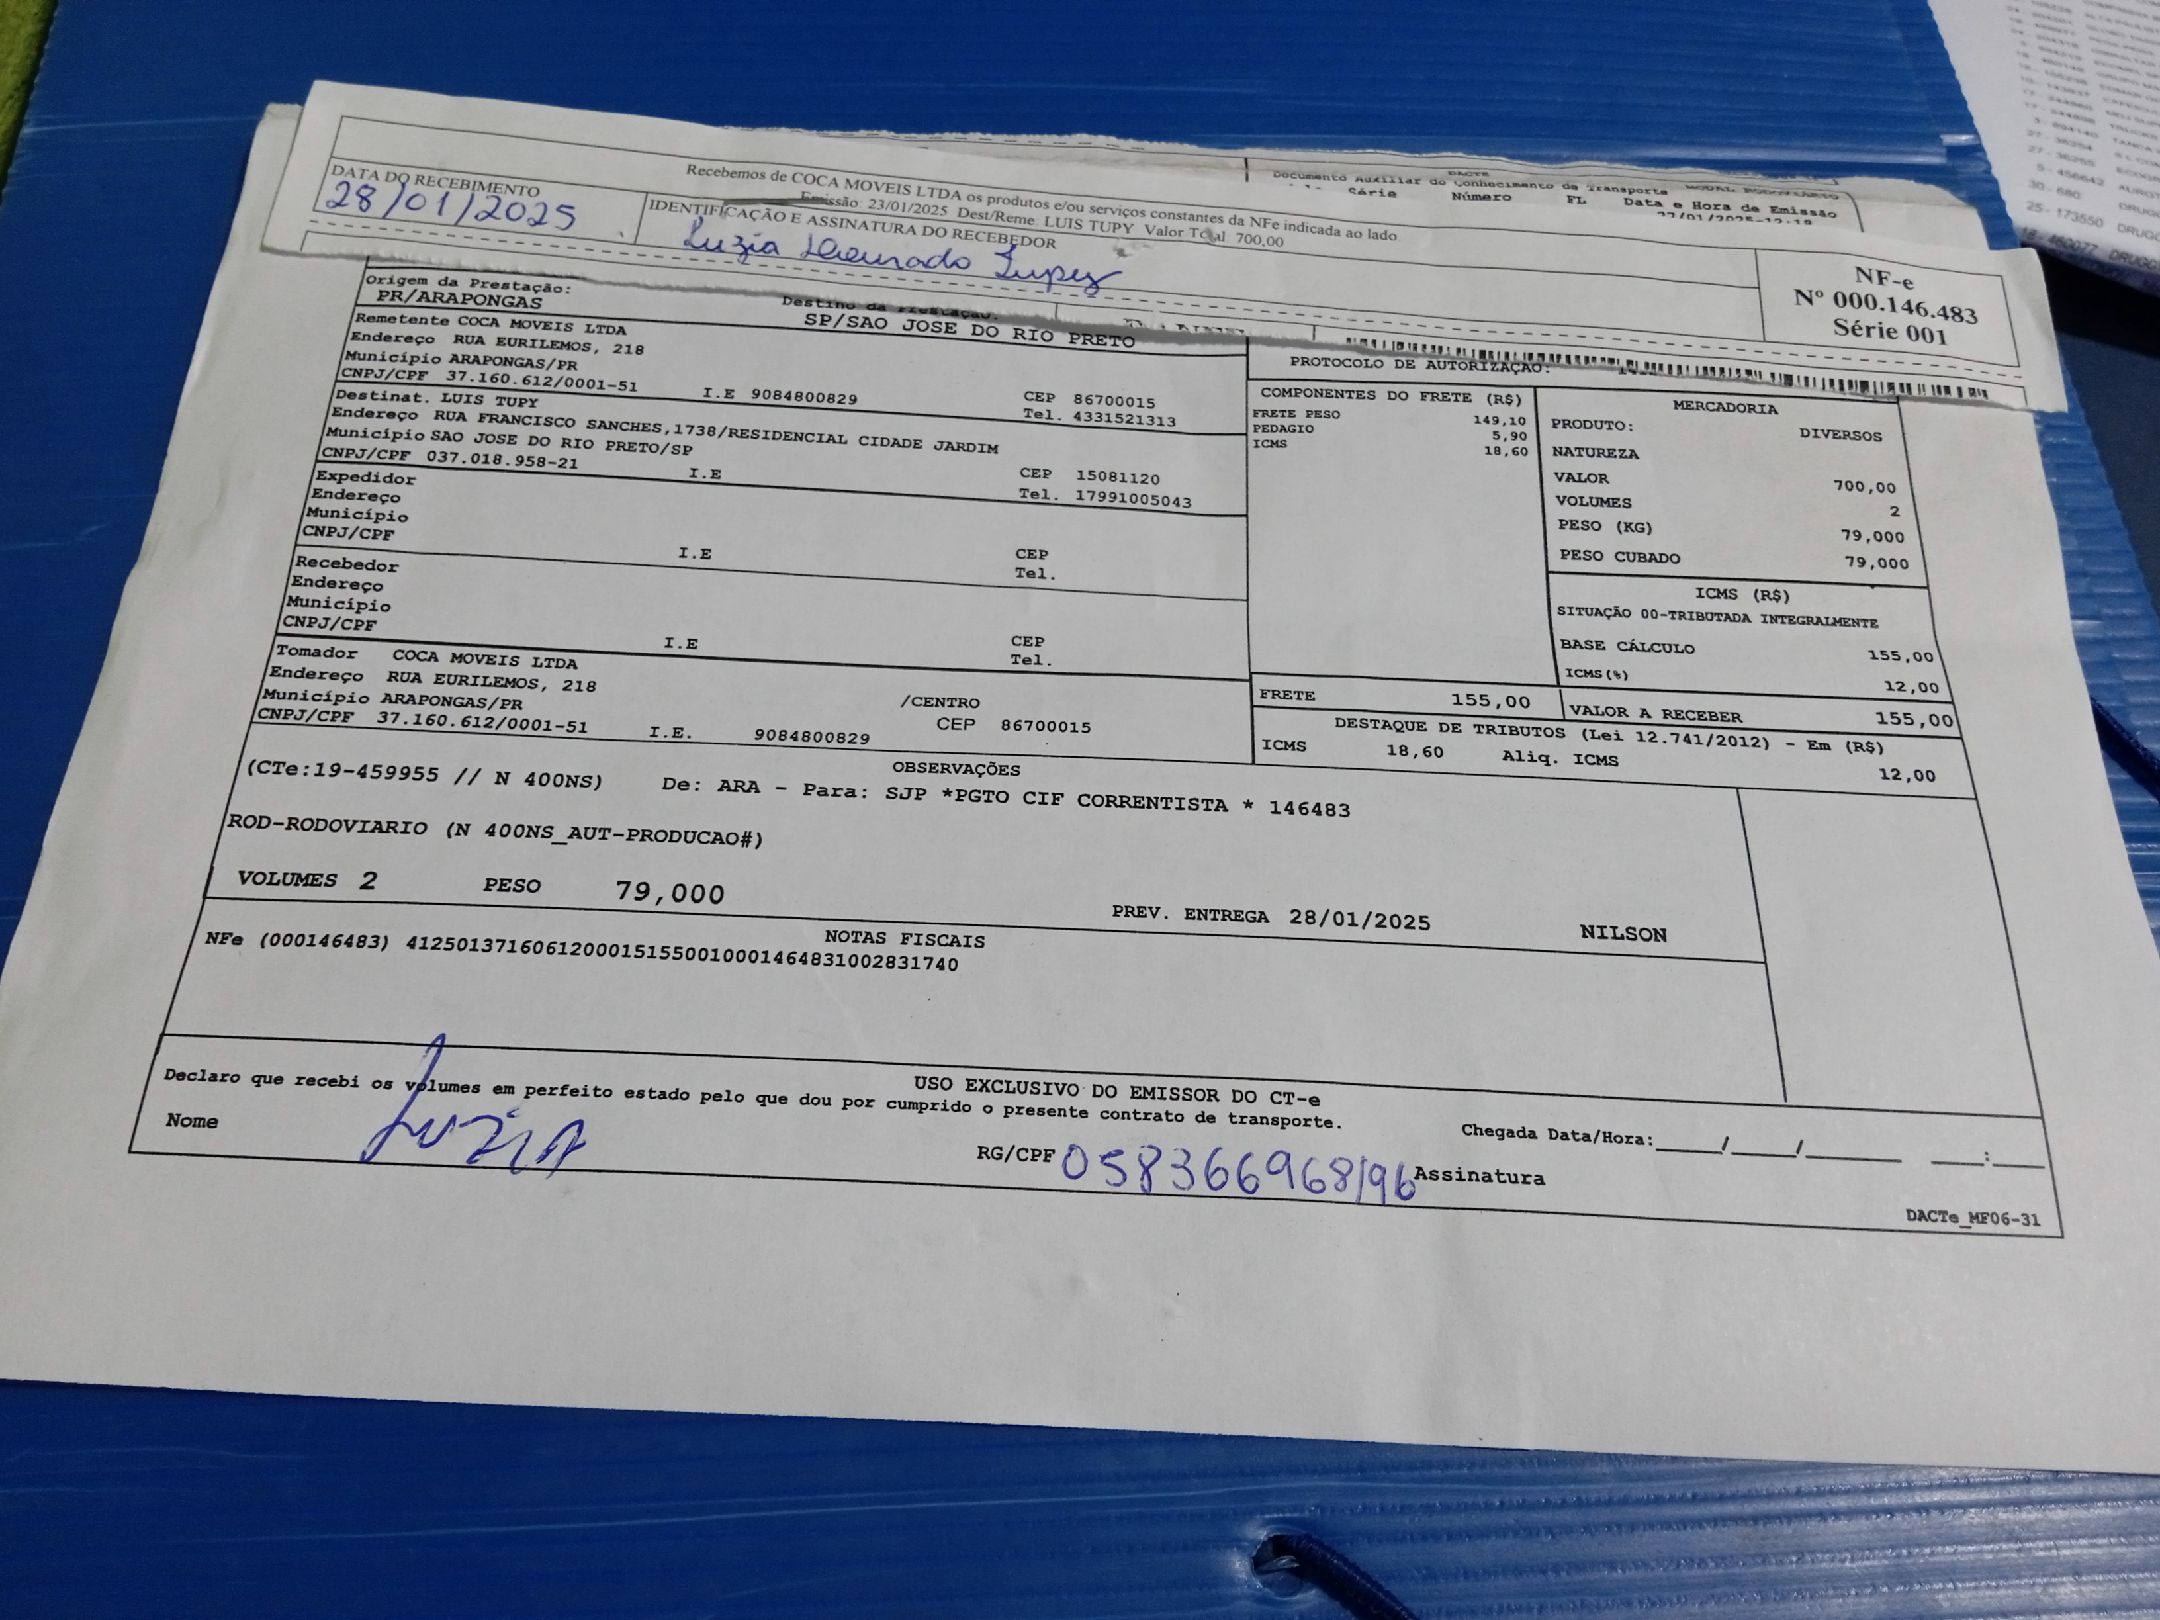 Recebemos de COCA MOVEIS LTDA os produtos e/ou serviços constantes da NFe indicada ao lado
Emissão: 23/01/2025 Dest/Reme: LUIS TUPY Valor Total 700,00
DATA DO RECEBIMENTO
28/01/2025
IDENTIFICAÇÃO E ASSINATURA DO RECEBEDOR
Luzia
NF-e
Nº 000.146.483
Série 001
DACTE
Documento Auxiliar do Conhecimento de Transporte
MODAL RODOVIARIO
Série Número FL Data e Hora de Emissão
Origem da Prestação:
PR/ARAPONGAS
Destino da Prestação:
SP/SAO JOSE DO RIO PRETO
Remetente COCA MOVEIS LTDA
Endereço RUA EURILEMOS, 218
Município ARAPONGAS/PR
CNPJ/CPF 37.160.612/0001-51 I.E 9084800829
CEP 86700015
Tel. 4331521313
Destinat. LUIS TUPY
Endereço RUA FRANCISCO SANCHES,1738/RESIDENCIAL CIDADE JARDIM
Município SAO JOSE DO RIO PRETO/SP
CNPJ/CPF 037.018.958-21 I.E
CEP 15081120
Tel. 17991005043
Expedidor
Endereço
Município
CNPJ/CPF I.E
CEP
Tel.
Recebedor
Endereço
Município
CNPJ/CPF I.E
CEP
Tel.
Tomador COCA MOVEIS LTDA
Endereço RUA EURILEMOS, 218 /CENTRO
Município ARAPONGAS/PR CEP 86700015
CNPJ/CPF 37.160.612/0001-51 I.E. 9084800829
PROTOCOLO DE AUTORIZAÇAO:
COMPONENTES DO FRETE (R$)
FRETE PESO 149,10
PEDAGIO 5,90
ICMS 18,60
MERCADORIA
PRODUTO: DIVERSOS
NATUREZA
VALOR 700,00
VOLUMES 2
PESO (KG) 79,000
PESO CUBADO 79,000
ICMS (R$)
SITUAÇÃO 00-TRIBUTADA INTEGRALMENTE
BASE CÁLCULO 155,00
ICMS(%) 12,00
FRETE 155,00 VALOR A RECEBER 155,00
DESTAQUE DE TRIBUTOS (Lei 12.741/2012) - Em (R$)
ICMS 18,60 Aliq. ICMS 12,00
OBSERVAÇÕES
(CTe:19-459955 // N 400NS) De: ARA - Para: SJP *PGTO CIF CORRENTISTA * 146483
ROD-RODOVIARIO (N 400NS_AUT-PRODUCAO#)
VOLUMES 2 PESO 79,000 PREV. ENTREGA 28/01/2025 NILSON
NOTAS FISCAIS
NFe (000146483) 41250137160612000151550010001464831002831740
USO EXCLUSIVO DO EMISSOR DO CT-e
Declaro que recebi os volumes em perfeito estado pelo que dou por cumprido o presente contrato de transporte.
Nome LUZIA RG/CPF 058366968/96 Assinatura
Chegada Data/Hora:_____/_____/_______ ____:____
DACTe_MF06-31